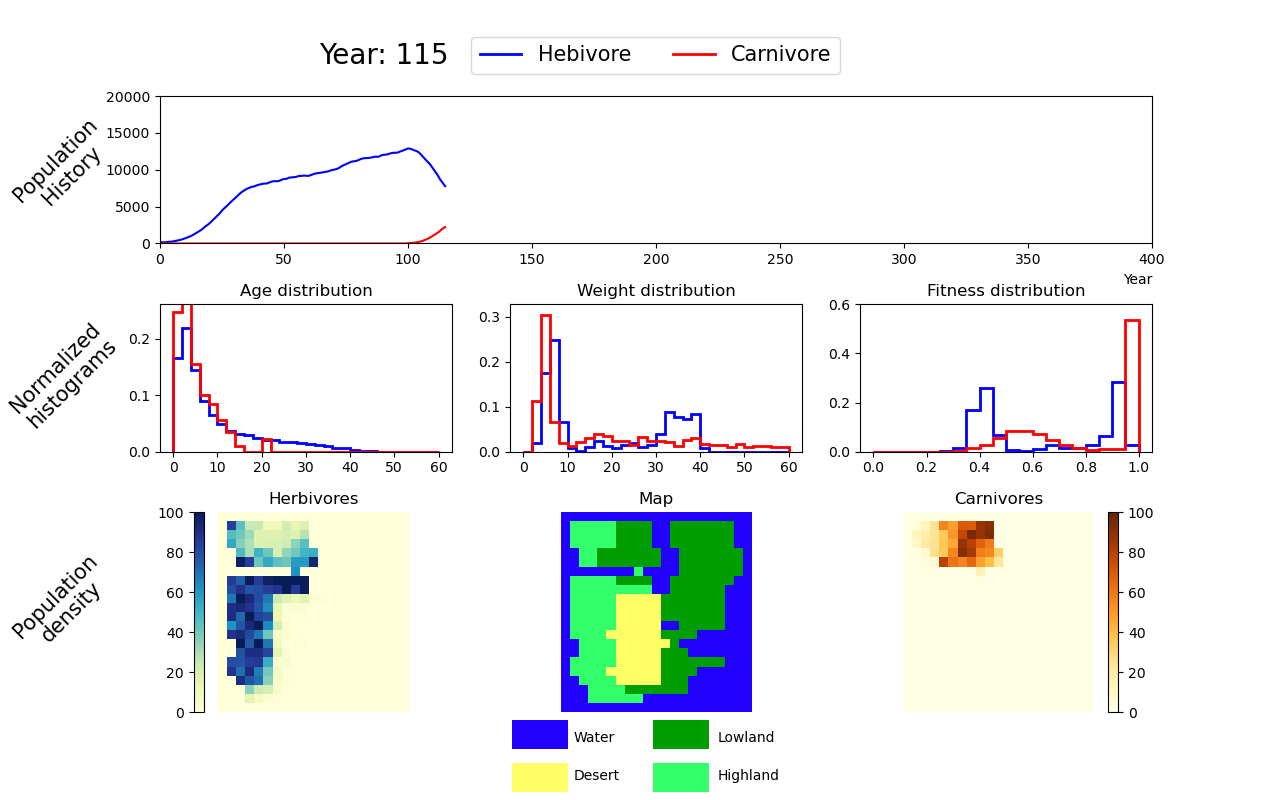 Year: 115
Hebivore
Carnivore
Population
History
20000
15000
10000
5000
0
0 50 100 150 200 250 300 350 400
Year
Normalized
histograms
Age distribution
0.2
0.1
0.0
0 10 20 30 40 50 60
Weight distribution
0.3
0.2
0.1
0.0
0 10 20 30 40 50 60
Fitness distribution
0.6
0.4
0.2
0.0
0.0 0.2 0.4 0.6 0.8 1.0
Population
density
Herbivores
100
80
60
40
20
0
Map
Carnivores
100
80
60
40
20
0
Water
Lowland
Desert
Highland